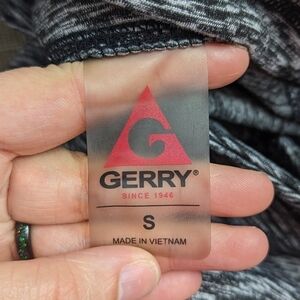 G
GERRY®
SINCE 1946
S
MADE IN VIETNAM